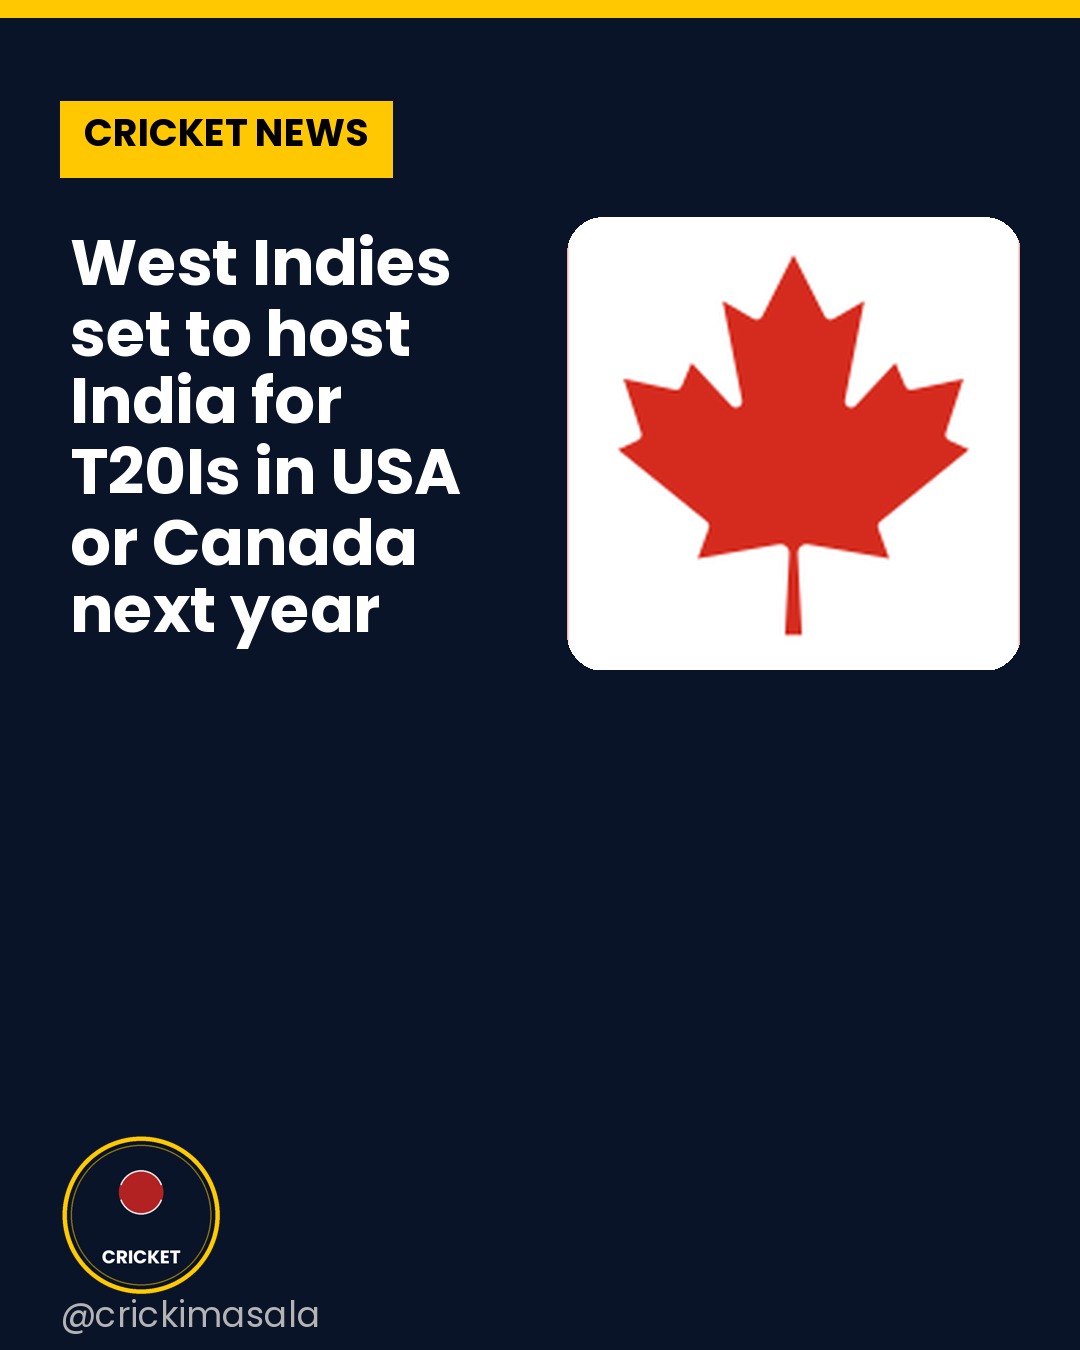 CRICKET NEWS
West Indies
set to host
India for
T20Is in USA
or Canada
next year
CRICKET
@crickimasala